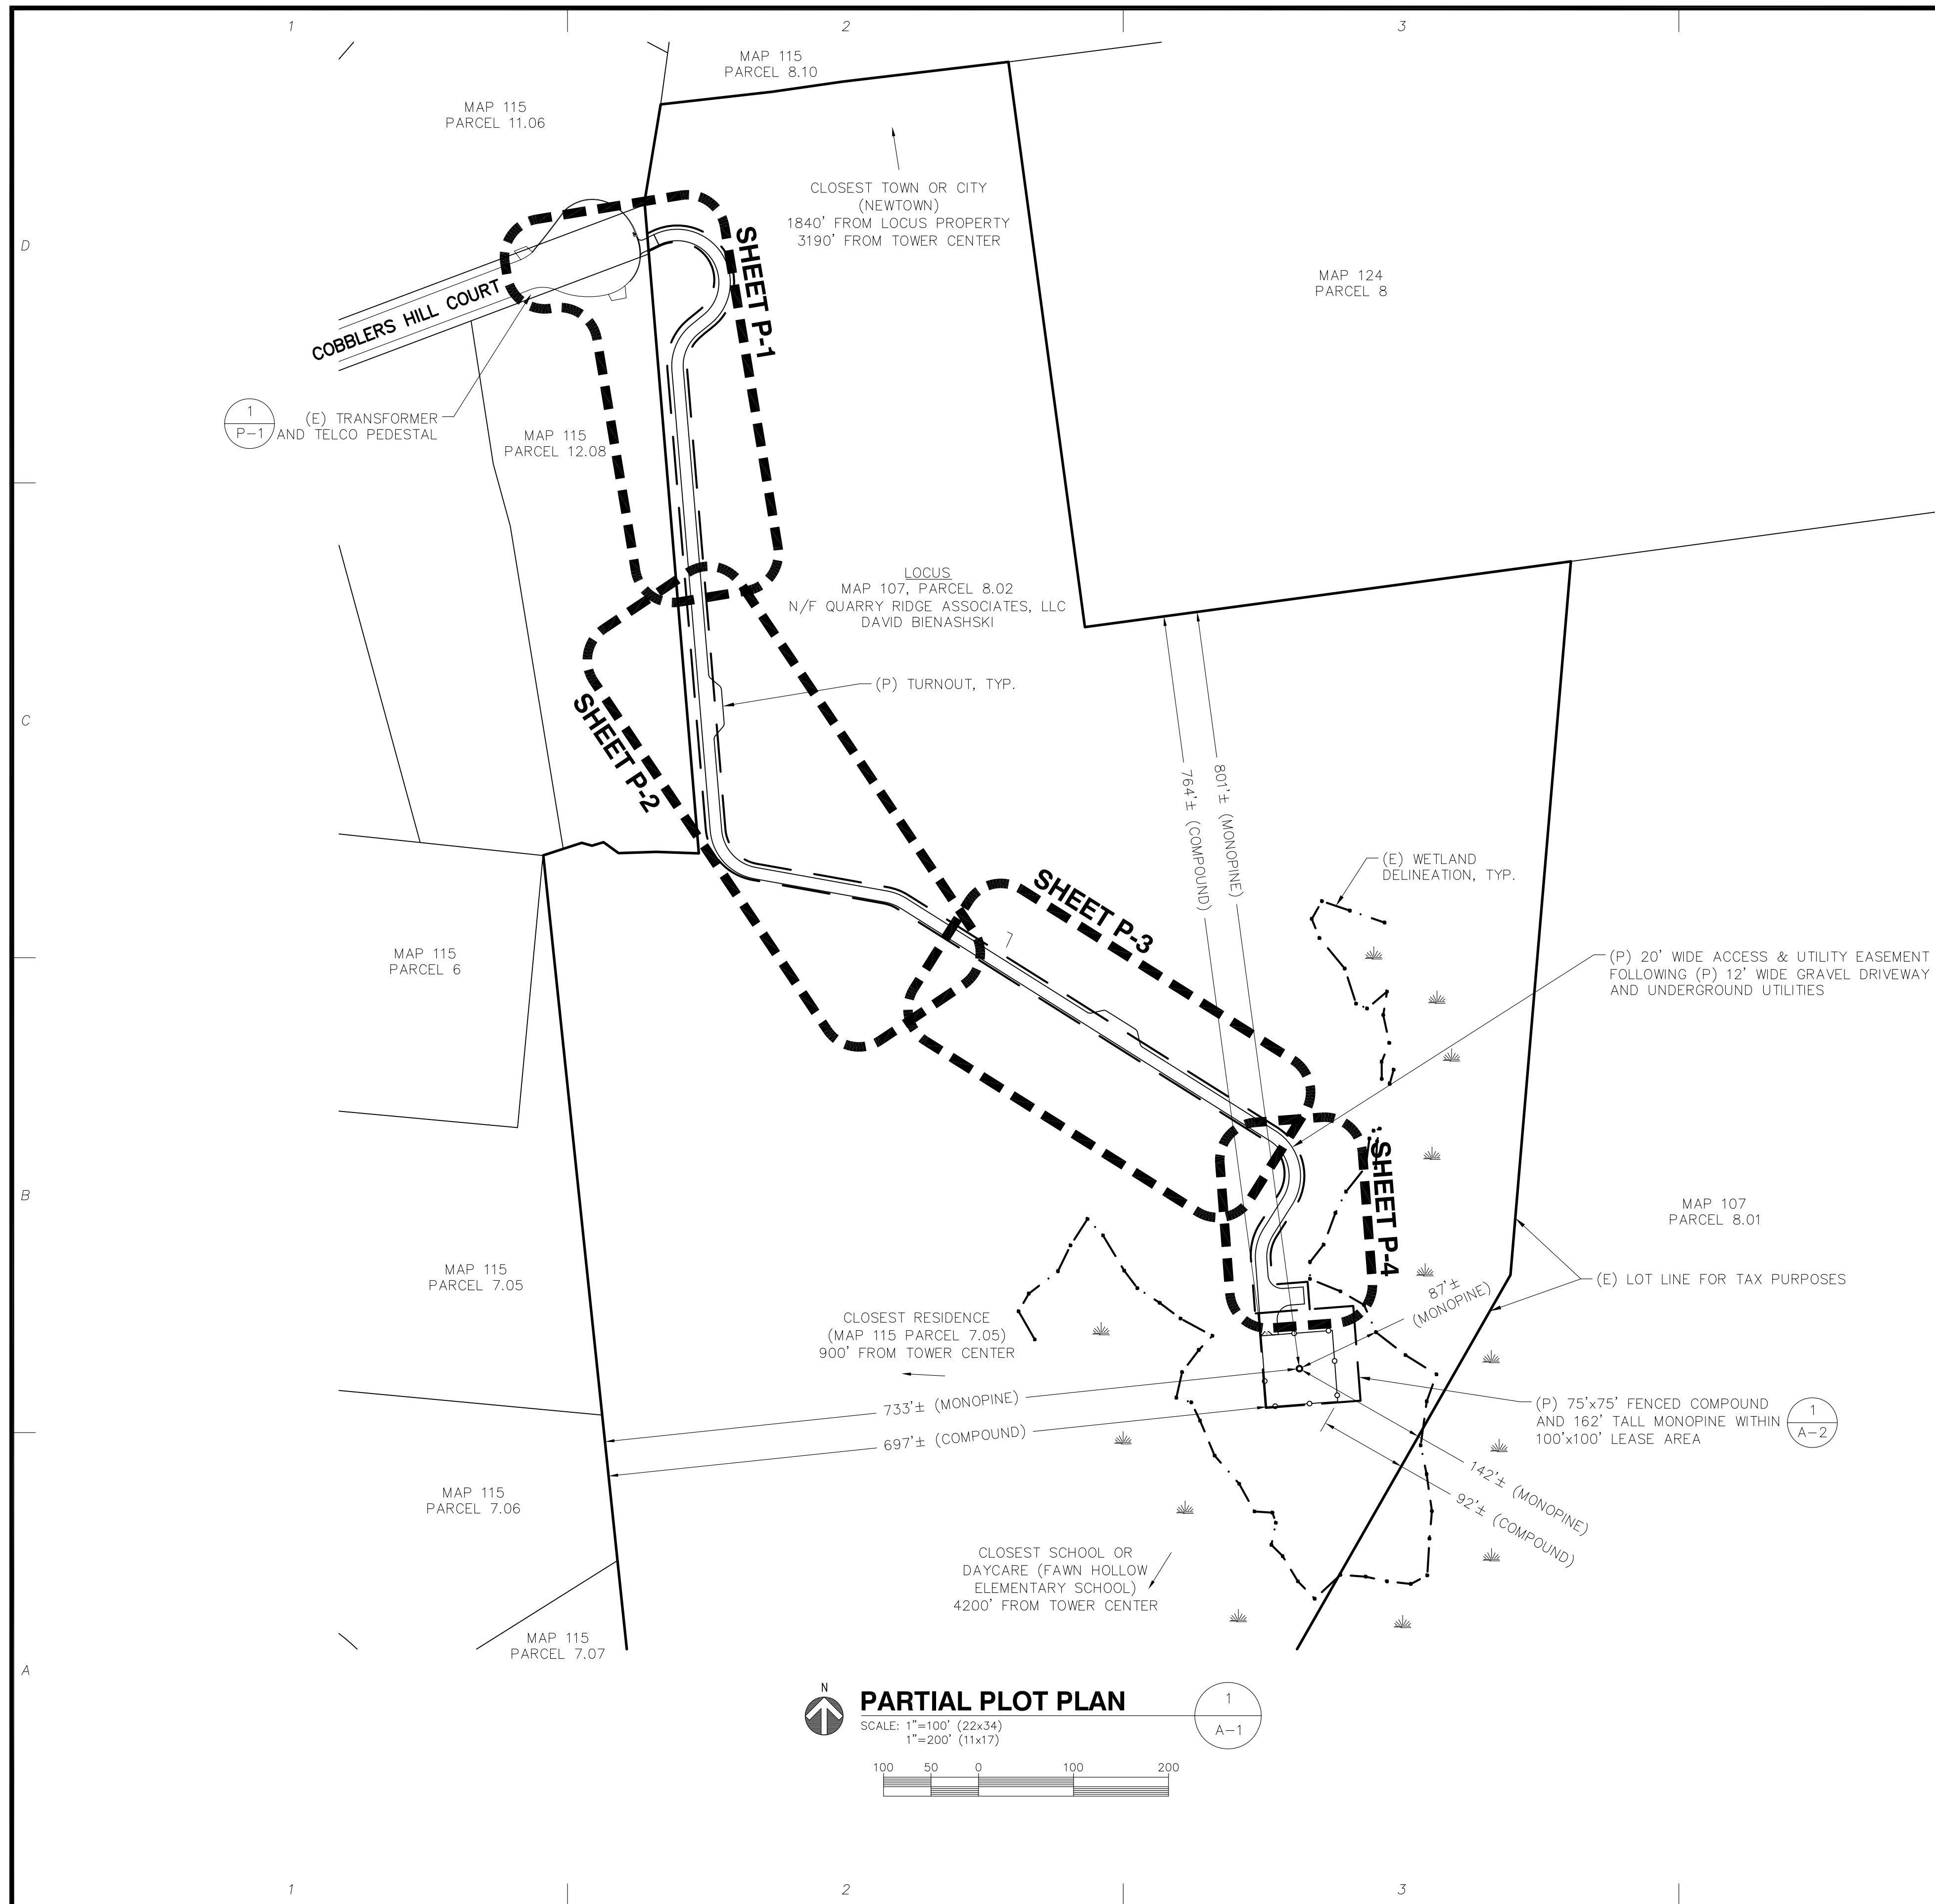 1
2
3
MAP 115
PARCEL 8.10
MAP 115
PARCEL 11.06
CLOSEST TOWN OR CITY
(NEWTOWN)
1840' FROM LOCUS PROPERTY
3190' FROM TOWER CENTER
D
SHEET P-1
MAP 124
PARCEL 8
COBBLERS HILL COURT
1
P-1
(E) TRANSFORMER
AND TELCO PEDESTAL
MAP 115
PARCEL 12.08
LOCUS
MAP 107, PARCEL 8.02
N/F QUARRY RIDGE ASSOCIATES, LLC
DAVID BIENASHSKI
(P) TURNOUT, TYP.
C
SHEET P-2
764'± (COMPOUND)
801'± (MONOPINE)
(E) WETLAND
DELINEATION, TYP.
SHEET P-3
MAP 115
PARCEL 6
(P) 20' WIDE ACCESS & UTILITY EASEMENT
FOLLOWING (P) 12' WIDE GRAVEL DRIVEWAY
AND UNDERGROUND UTILITIES
B
SHEET P-4
MAP 107
PARCEL 8.01
MAP 115
PARCEL 7.05
(E) LOT LINE FOR TAX PURPOSES
87'±
(MONOPINE)
CLOSEST RESIDENCE
(MAP 115 PARCEL 7.05)
900' FROM TOWER CENTER
733'± (MONOPINE)
697'± (COMPOUND)
(P) 75'x75' FENCED COMPOUND
AND 162' TALL MONOPINE WITHIN
100'x100' LEASE AREA
1
A-2
142'± (MONOPINE)
92'± (COMPOUND)
MAP 115
PARCEL 7.06
CLOSEST SCHOOL OR
DAYCARE (FAWN HOLLOW
ELEMENTARY SCHOOL)
4200' FROM TOWER CENTER
MAP 115
PARCEL 7.07
A
N
PARTIAL PLOT PLAN
SCALE: 1"=100' (22x34)
1"=200' (11x17)
1
A-1
100 50 0 100 200
1
2
3